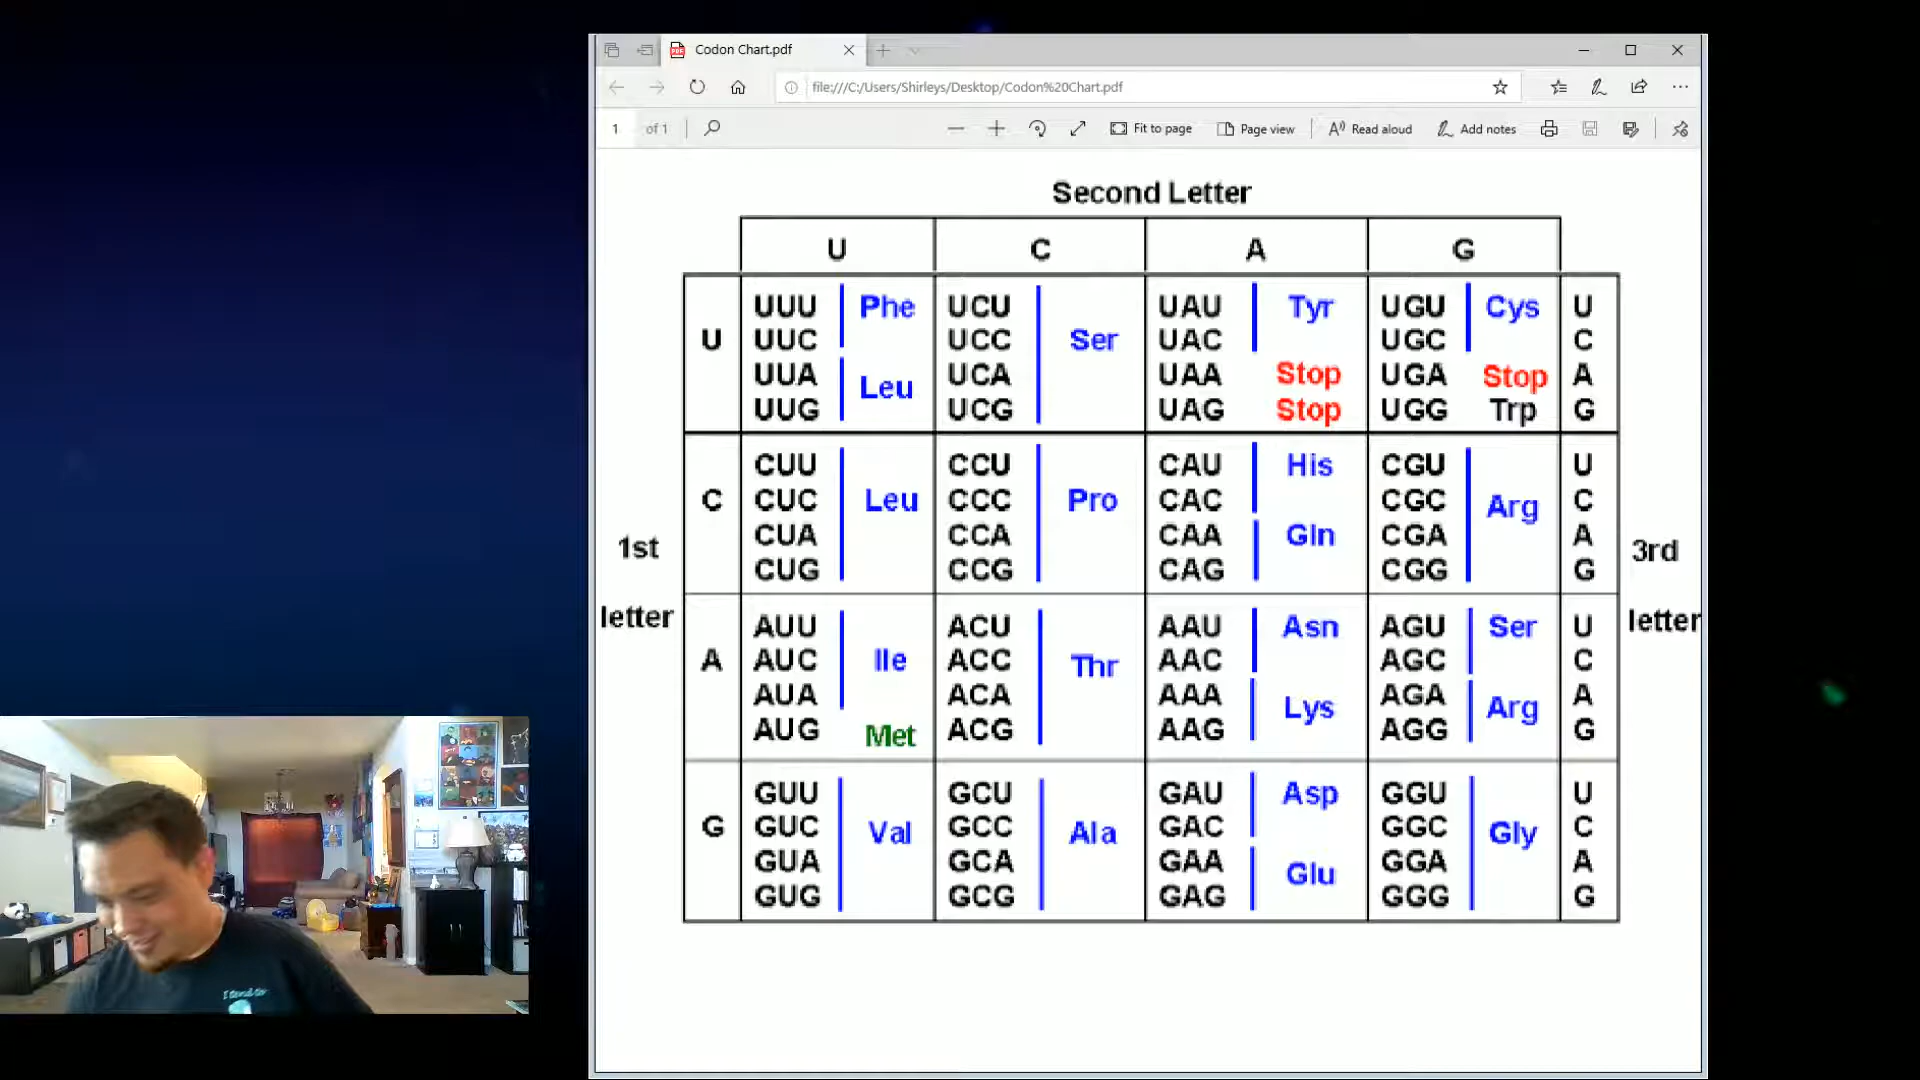 Codon Chart.pdf
file:///C:/Users/Shirleys/Desktop/Codon%20Chart.pdf
1 of 1
Fit to page
Page view
Read aloud
Add notes
Second Letter
U C A G
UUU Phe UCU UAU Tyr UGU Cys U
U UUC UCC Ser UAC UGC C
UUA Leu UCA UAA Stop UGA Stop A
UUG UCG UAG Stop UGG Trp G
CUU CCU CAU His CGU U
C CUC Leu CCC Pro CAC CGC Arg C
CUA CCA CAA Gln CGA A
CUG CCG CAG CGG G
1st letter
3rd letter
AUU ACU AAU Asn AGU Ser U
A AUC Ile ACC Thr AAC AGC C
AUA ACA AAA Lys AGA Arg A
AUG Met ACG AAG AGG G
GUU GCU GAU Asp GGU U
G GUC Val GCC Ala GAC GGC Gly C
GUA GCA GAA Glu GGA A
GUG GCG GAG GGG G